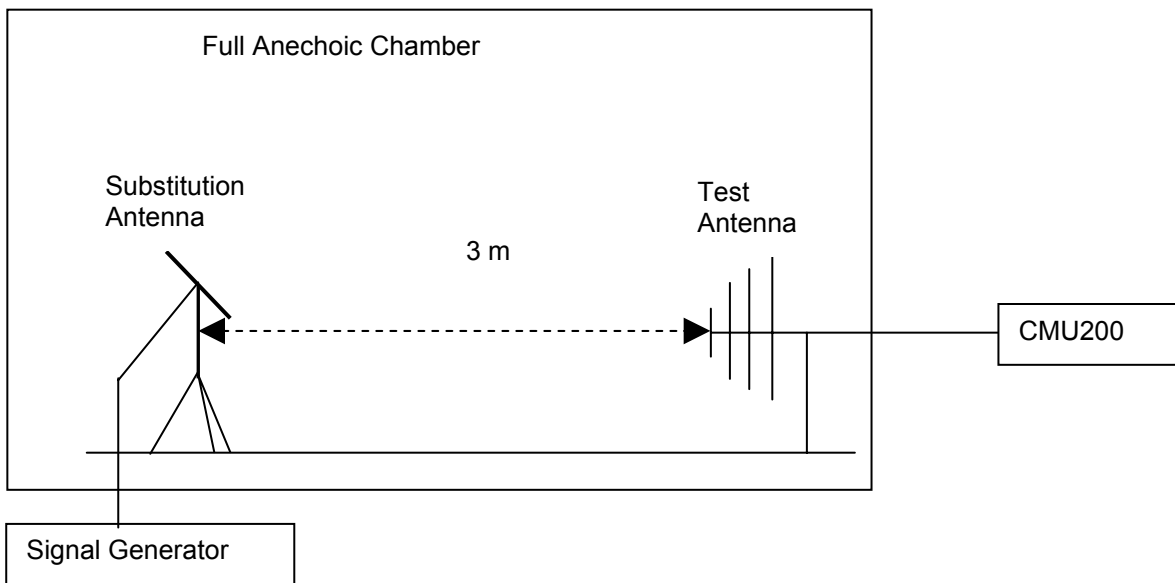 Full Anechoic Chamber
Substitution
Antenna
Test
Antenna
3 m
CMU200
Signal Generator